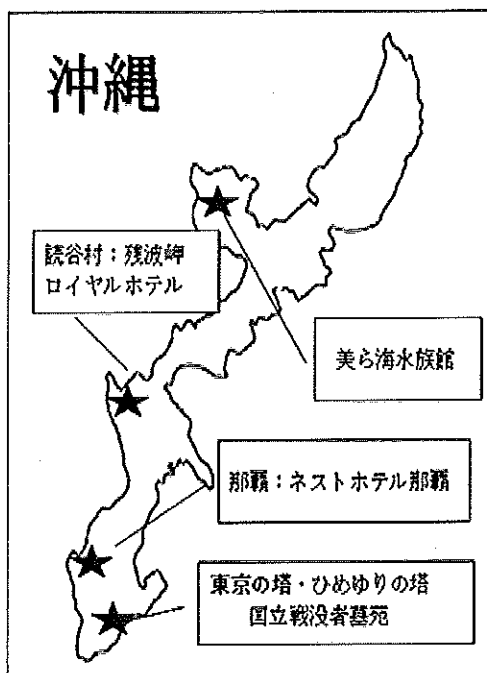 沖縄
読谷村：残波岬
ロイヤルホテル
美ら海水族館
那覇：ネストホテル那覇
東京の塔・ひめゆりの塔
国立戦没者墓苑